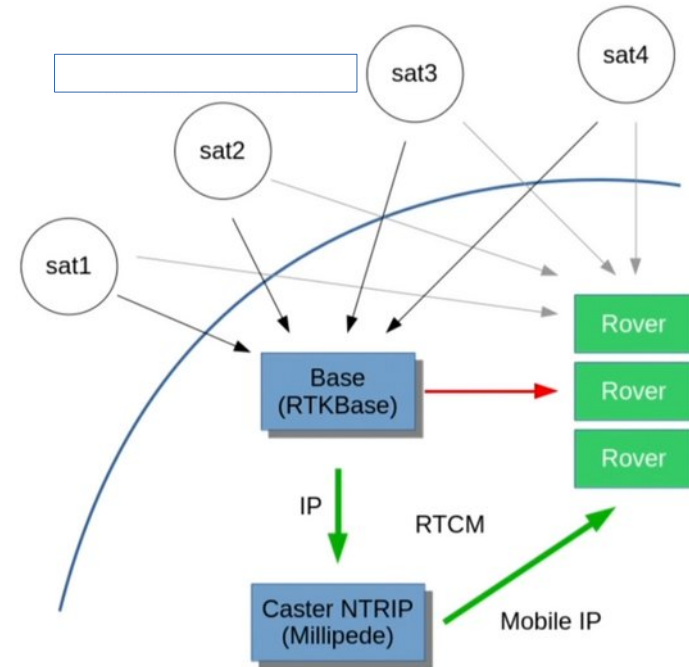 sat4
sat3
sat2
sat1
Rover
Base
(RTKBase)
Rover
Rover
IP
RTCM
Caster NTRIP
(Millipede)
Mobile IP